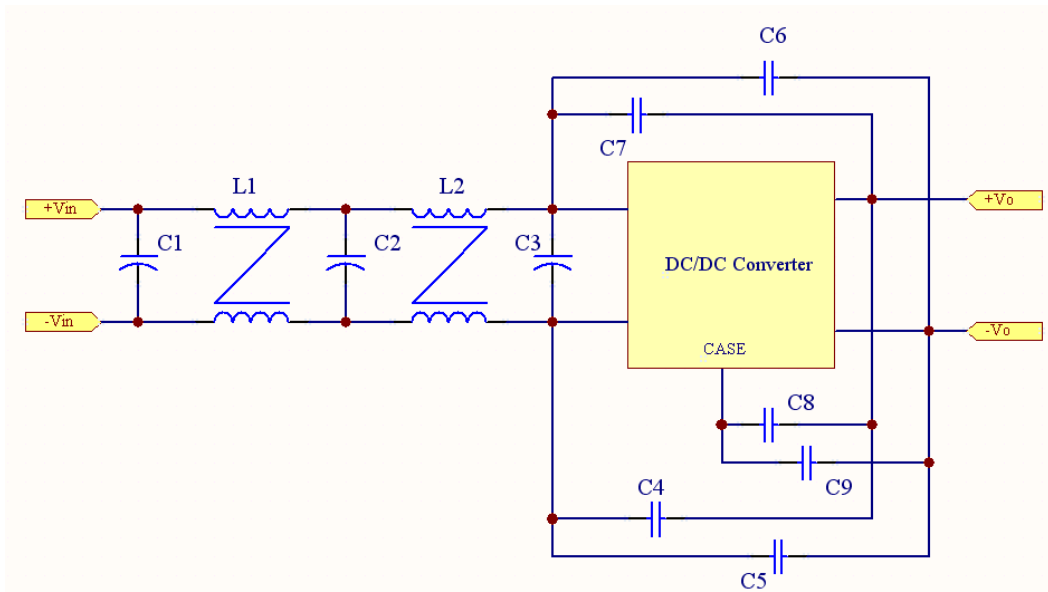 C6
C7
L1
L2
+Vin
+Vo
C1
C2
C3
DC/DC Converter
-Vin
-Vo
CASE
C8
C9
C4
C5